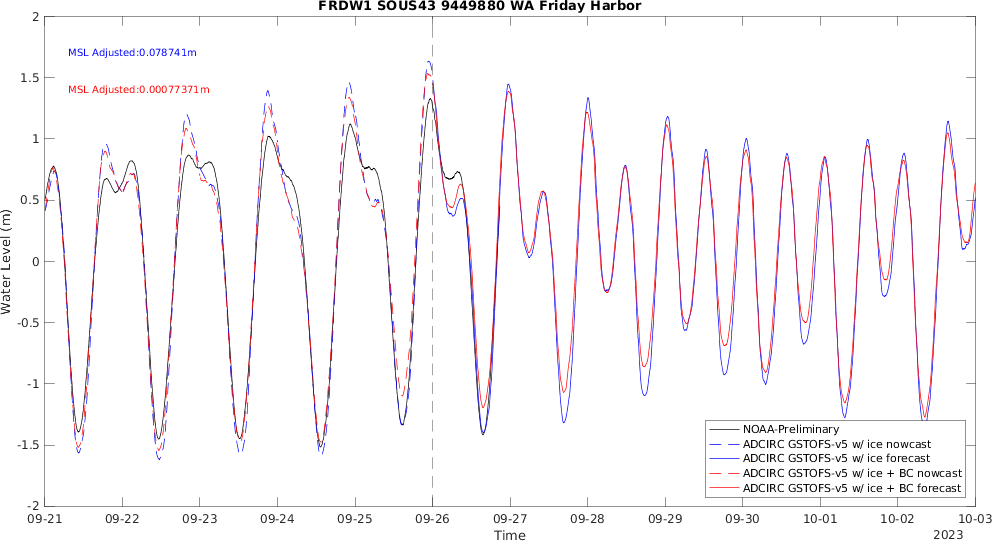 FRDW1 SOUS43 9449880 WA Friday Harbor
MSL Adjusted:0.078741m
MSL Adjusted:0.00077371m
Water Level (m)
2
1.5
1
0.5
0
-0.5
-1
-1.5
-2
NOAA-Preliminary
ADCIRC GSTOFS-v5 w/ ice nowcast
ADCIRC GSTOFS-v5 w/ ice forecast
ADCIRC GSTOFS-v5 w/ ice + BC nowcast
ADCIRC GSTOFS-v5 w/ ice + BC forecast
09-21 09-22 09-23 09-24 09-25 09-26 09-27 09-28 09-29 09-30 10-01 10-02 10-03
Time
2023